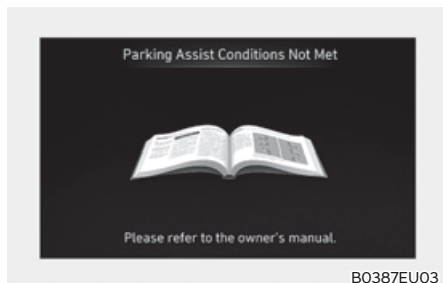 Parking Assist Conditions Not Met
Please refer to the owner's manual.
B0387EU03